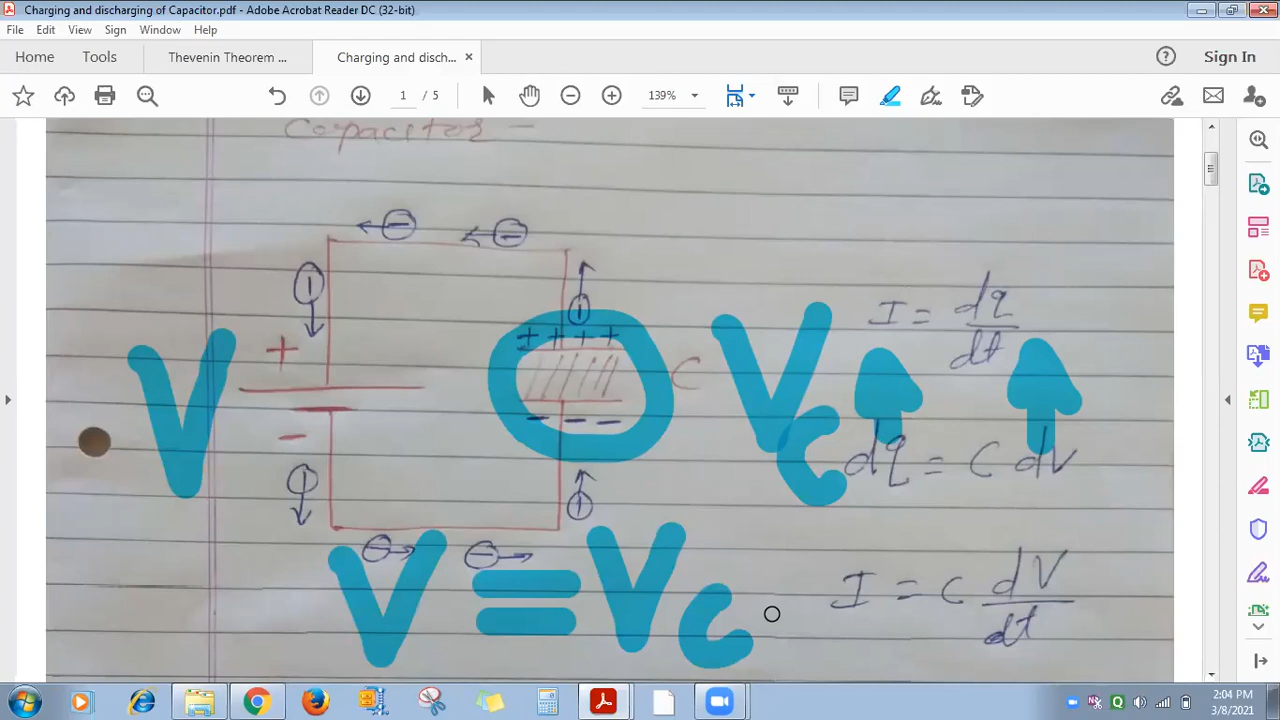 Charging and discharging of Capacitor.pdf - Adobe Acrobat Reader DC (32-bit)
File Edit View Sign Window Help
Home Tools Thevenin Theorem ... Charging and disch... × Sign In
1 / 5 139%
Capacitor -
I = dq/dt
+ + + + +
V C Vc
- - - -
dq = C dv
V = Vc
I = C dV/dt
2:04 PM
3/8/2021